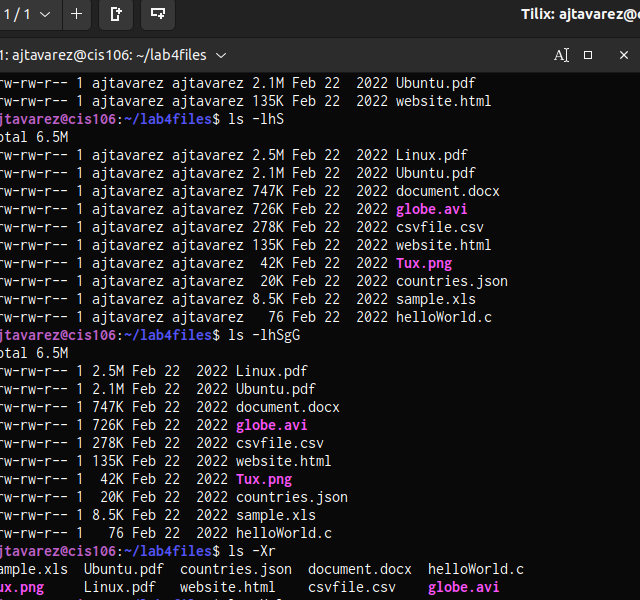 1 / 1
Tilix: ajtavarez@c
1: ajtavarez@cis106: ~/lab4files
rw-rw-r-- 1 ajtavarez ajtavarez 2.1M Feb 22  2022 Ubuntu.pdf
rw-rw-r-- 1 ajtavarez ajtavarez 135K Feb 22  2022 website.html
jtavarez@cis106:~/lab4files$ ls -lhS
otal 6.5M
rw-rw-r-- 1 ajtavarez ajtavarez 2.5M Feb 22  2022 Linux.pdf
rw-rw-r-- 1 ajtavarez ajtavarez 2.1M Feb 22  2022 Ubuntu.pdf
rw-rw-r-- 1 ajtavarez ajtavarez 747K Feb 22  2022 document.docx
rw-rw-r-- 1 ajtavarez ajtavarez 726K Feb 22  2022 globe.avi
rw-rw-r-- 1 ajtavarez ajtavarez 278K Feb 22  2022 csvfile.csv
rw-rw-r-- 1 ajtavarez ajtavarez 135K Feb 22  2022 website.html
rw-rw-r-- 1 ajtavarez ajtavarez  42K Feb 22  2022 Tux.png
rw-rw-r-- 1 ajtavarez ajtavarez  20K Feb 22  2022 countries.json
rw-rw-r-- 1 ajtavarez ajtavarez 8.5K Feb 22  2022 sample.xls
rw-rw-r-- 1 ajtavarez ajtavarez   76 Feb 22  2022 helloWorld.c
jtavarez@cis106:~/lab4files$ ls -lhSgG
otal 6.5M
rw-rw-r-- 1 2.5M Feb 22  2022 Linux.pdf
rw-rw-r-- 1 2.1M Feb 22  2022 Ubuntu.pdf
rw-rw-r-- 1 747K Feb 22  2022 document.docx
rw-rw-r-- 1 726K Feb 22  2022 globe.avi
rw-rw-r-- 1 278K Feb 22  2022 csvfile.csv
rw-rw-r-- 1 135K Feb 22  2022 website.html
rw-rw-r-- 1  42K Feb 22  2022 Tux.png
rw-rw-r-- 1  20K Feb 22  2022 countries.json
rw-rw-r-- 1 8.5K Feb 22  2022 sample.xls
rw-rw-r-- 1   76 Feb 22  2022 helloWorld.c
jtavarez@cis106:~/lab4files$ ls -Xr
ample.xls  Ubuntu.pdf  countries.json  document.docx  helloWorld.c
ux.png     Linux.pdf   website.html    csvfile.csv    globe.avi